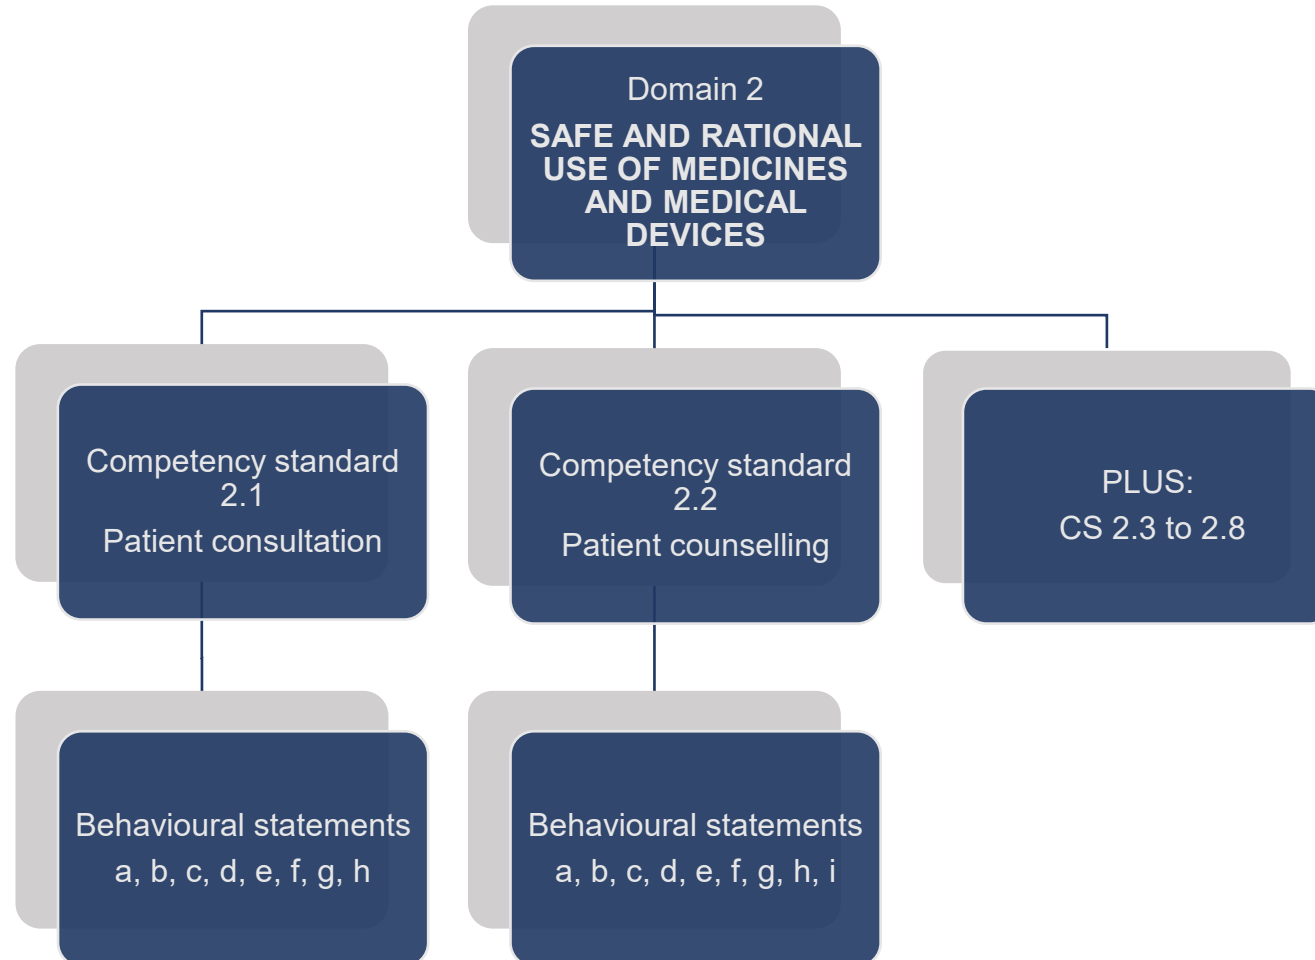 Domain 2
SAFE AND RATIONAL
USE OF MEDICINES
AND MEDICAL
DEVICES
Competency standard
2.1
Patient consultation
Competency standard
2.2
Patient counselling
PLUS:
CS 2.3 to 2.8
Behavioural statements
a, b, c, d, e, f, g, h
Behavioural statements
a, b, c, d, e, f, g, h, i